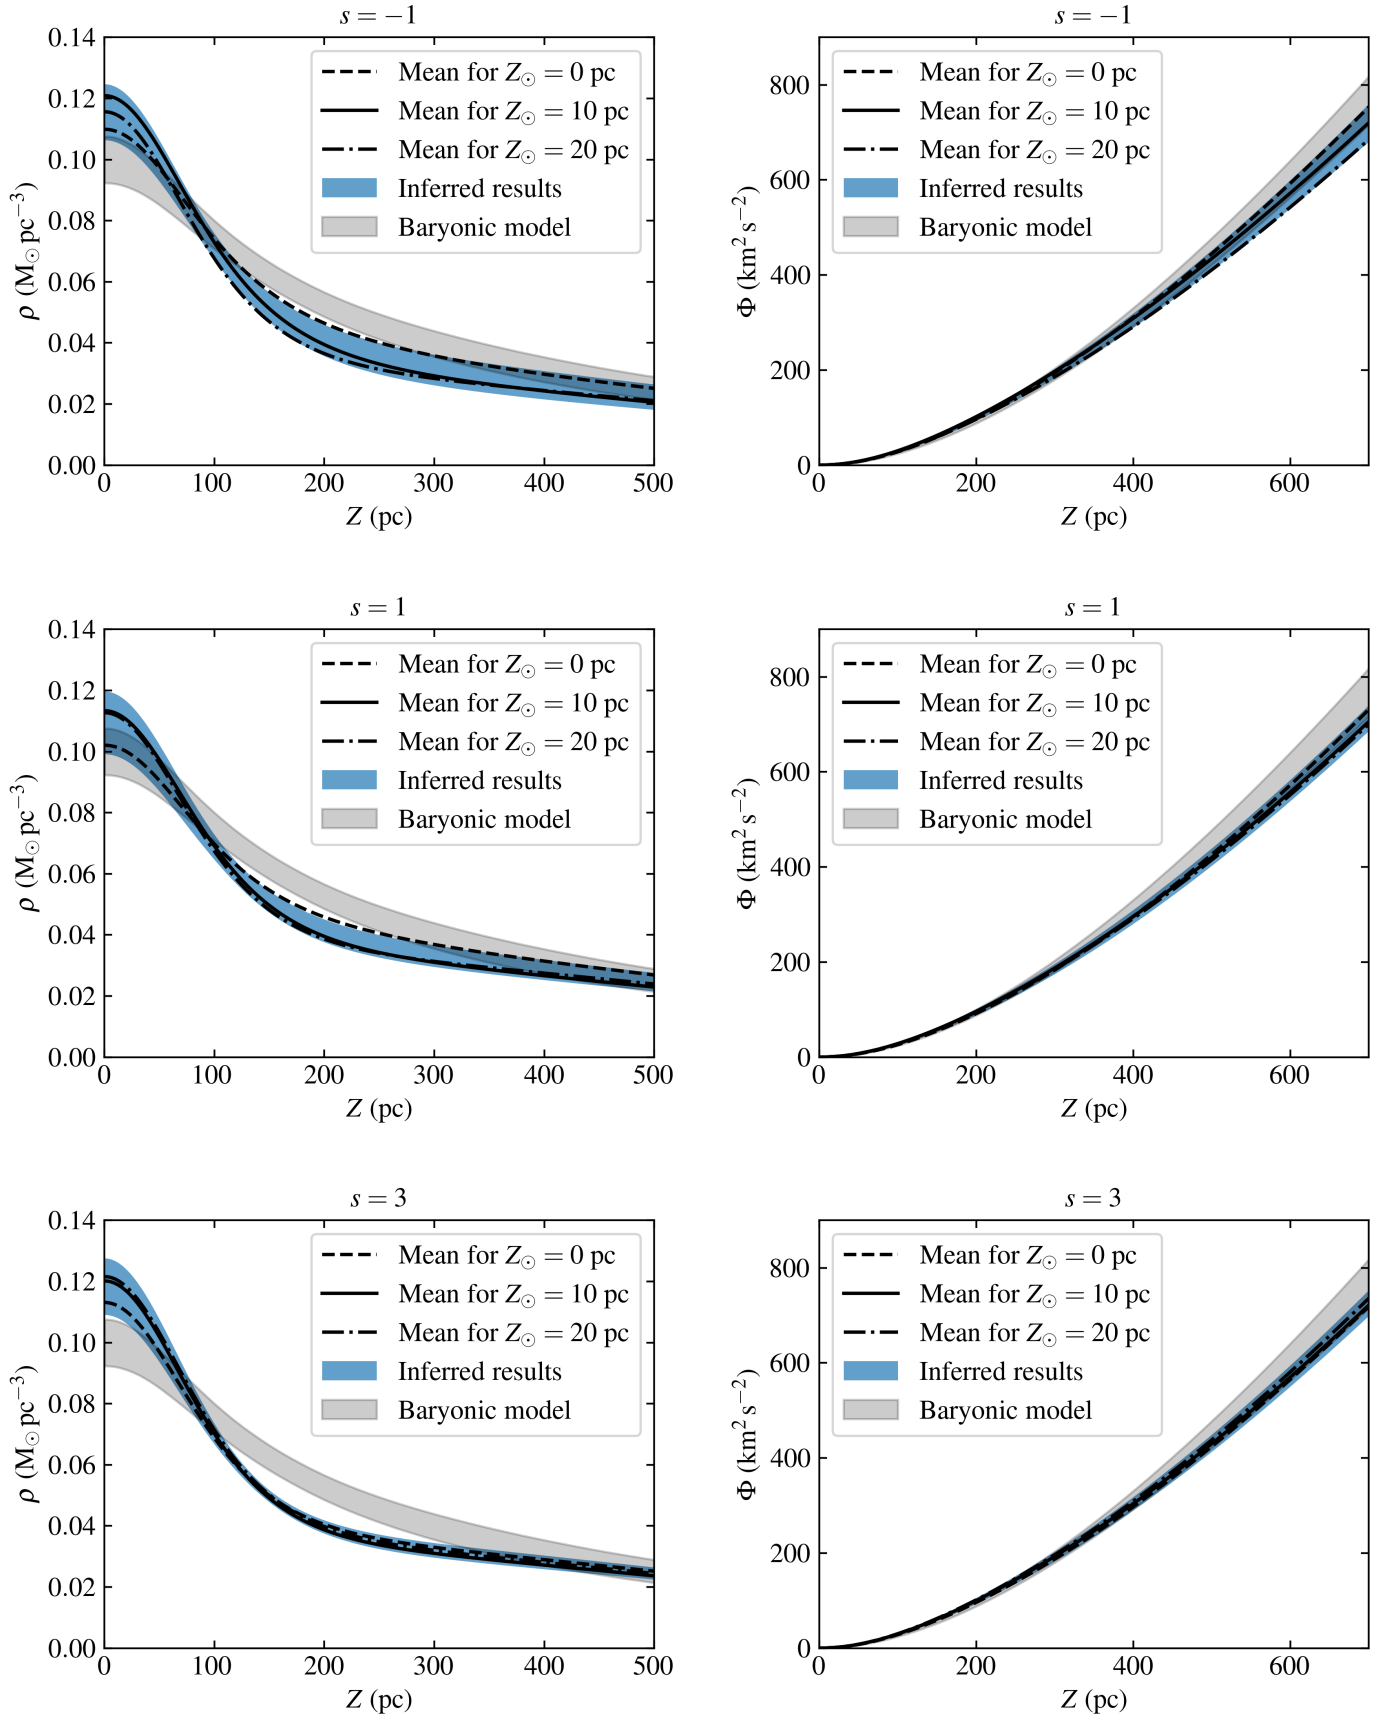 s = −1
0.14
0.12
0.10
0.08
0.06
0.04
0.02
0.00
0 100 200 300 400 500
Z (pc)
ρ (M⊙ pc⁻³)
Mean for Z⊙ = 0 pc
Mean for Z⊙ = 10 pc
Mean for Z⊙ = 20 pc
Inferred results
Baryonic model
s = −1
800
600
400
200
0
0 200 400 600
Z (pc)
Φ (km² s⁻²)
Mean for Z⊙ = 0 pc
Mean for Z⊙ = 10 pc
Mean for Z⊙ = 20 pc
Inferred results
Baryonic model
s = 1
0.14
0.12
0.10
0.08
0.06
0.04
0.02
0.00
0 100 200 300 400 500
Z (pc)
ρ (M⊙ pc⁻³)
Mean for Z⊙ = 0 pc
Mean for Z⊙ = 10 pc
Mean for Z⊙ = 20 pc
Inferred results
Baryonic model
s = 1
800
600
400
200
0
0 200 400 600
Z (pc)
Φ (km² s⁻²)
Mean for Z⊙ = 0 pc
Mean for Z⊙ = 10 pc
Mean for Z⊙ = 20 pc
Inferred results
Baryonic model
s = 3
0.14
0.12
0.10
0.08
0.06
0.04
0.02
0.00
0 100 200 300 400 500
Z (pc)
ρ (M⊙ pc⁻³)
Mean for Z⊙ = 0 pc
Mean for Z⊙ = 10 pc
Mean for Z⊙ = 20 pc
Inferred results
Baryonic model
s = 3
800
600
400
200
0
0 200 400 600
Z (pc)
Φ (km² s⁻²)
Mean for Z⊙ = 0 pc
Mean for Z⊙ = 10 pc
Mean for Z⊙ = 20 pc
Inferred results
Baryonic model